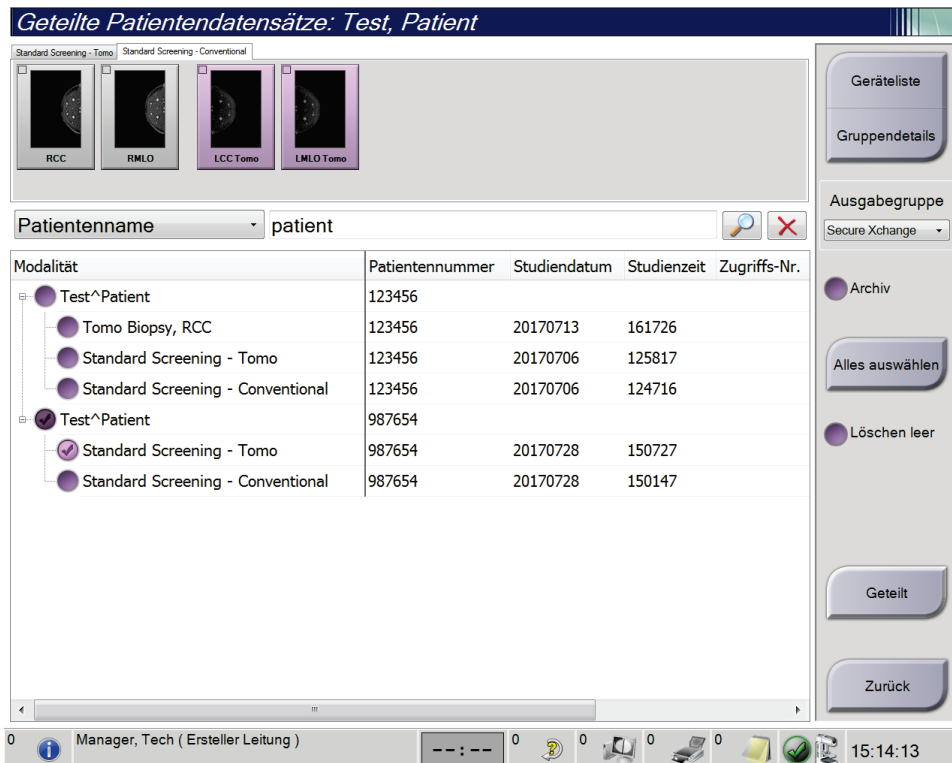 Geteilte Patientendatensätze: Test, Patient
Standard Screening - Tomo Standard Screening - Conventional
RCC RMLO LCC Tomo LMLO Tomo
Geräteliste
Gruppendetails
Ausgabegruppe
Secure Xchange
Patientenname patient
Modalität Patientennummer Studiendatum Studienzeit Zugriffs-Nr.
Test^Patient 123456
Tomo Biopsy, RCC 123456 20170713 161726
Standard Screening - Tomo 123456 20170706 125817
Standard Screening - Conventional 123456 20170706 124716
Test^Patient 987654
Standard Screening - Tomo 987654 20170728 150727
Standard Screening - Conventional 987654 20170728 150147
Archiv
Alles auswählen
Löschen leer
Geteilt
Zurück
0 Manager, Tech ( Ersteller Leitung ) --:-- 0 0 0 0 15:14:13